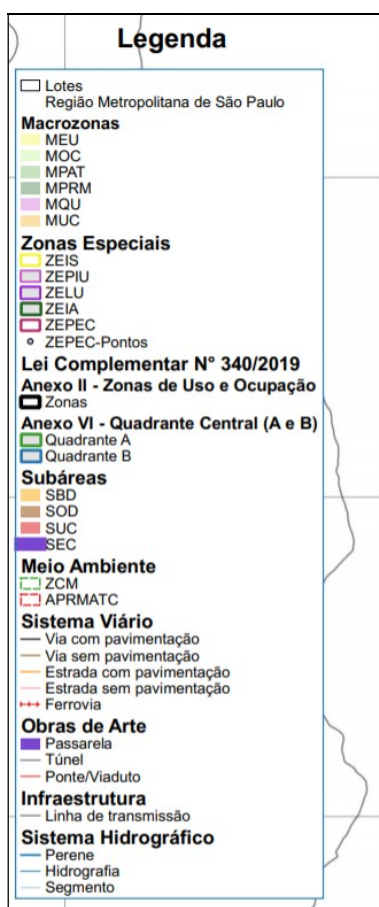 Legenda
Lotes
Região Metropolitana de São Paulo
Macrozonas
MEU
MOC
MPAT
MPRM
MQU
MUC
Zonas Especiais
ZEIS
ZEPIU
ZELU
ZEIA
ZEPEC
ZEPEC-Pontos
Lei Complementar N° 340/2019
Anexo II - Zonas de Uso e Ocupação
Zonas
Anexo VI - Quadrante Central (A e B)
Quadrante A
Quadrante B
Subáreas
SBD
SOD
SUC
SEC
Meio Ambiente
ZCM
APRMATC
Sistema Viário
Via com pavimentação
Via sem pavimentação
Estrada com pavimentação
Estrada sem pavimentação
Ferrovia
Obras de Arte
Passarela
Túnel
Ponte/Viaduto
Infraestrutura
Linha de transmissão
Sistema Hidrográfico
Perene
Hidrografia
Segmento